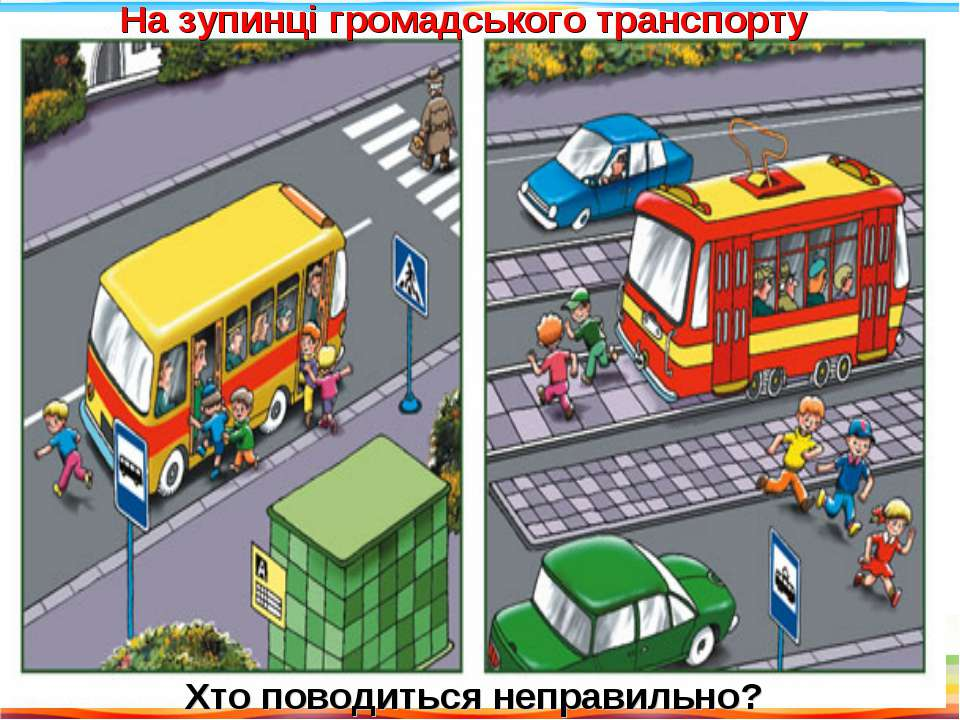 На зупинці громадського транспорту
А
Хто поводиться неправильно?